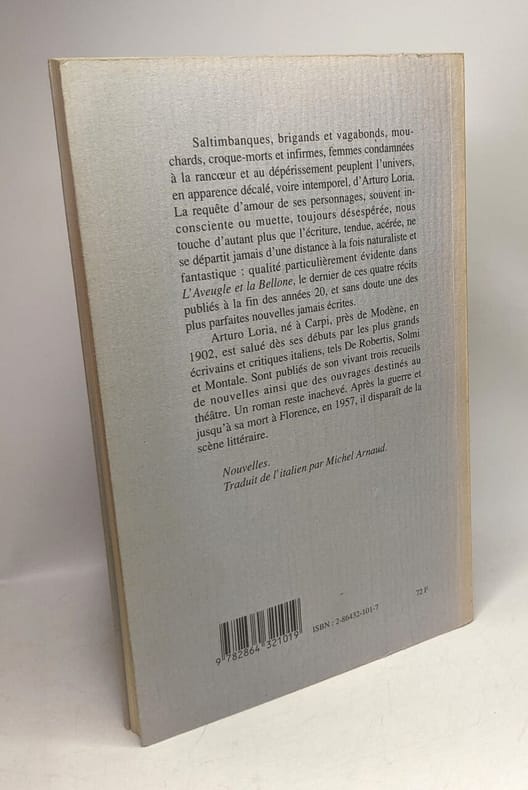 Saltimbanques, brigands et vagabonds, mou-
chards, croque-morts et infirmes, femmes condamnées
à la rancœur et au dépérissement peuplent l'univers,
en apparence décalé, voire intemporel, d'Arturo Loria.
La requête d'amour de ses personnages, souvent in-
consciente ou muette, toujours désespérée, nous
touche d'autant plus que l'écriture, tendue, acérée, ne
se départit jamais d'une distance à la fois naturaliste et
fantastique : qualité particulièrement évidente dans
L'Aveugle et la Bellone, le dernier de ces quatre récits
publiés à la fin des années 20, et sans doute une des
plus parfaites nouvelles jamais écrites.
Arturo Loria, né à Carpi, près de Modène, en
1902, est salué dès ses débuts par les plus grands
écrivains et critiques italiens, tels De Robertis, Solmi
et Montale. Sont publiés de son vivant trois recueils
de nouvelles ainsi que des ouvrages destinés au
théâtre. Un roman reste inachevé. Après la guerre et
jusqu'à sa mort à Florence, en 1957, il disparaît de la
scène littéraire.
Nouvelles.
Traduit de l'italien par Michel Arnaud.
9 782864 321019
ISBN : 2-86432-101-7
72 F